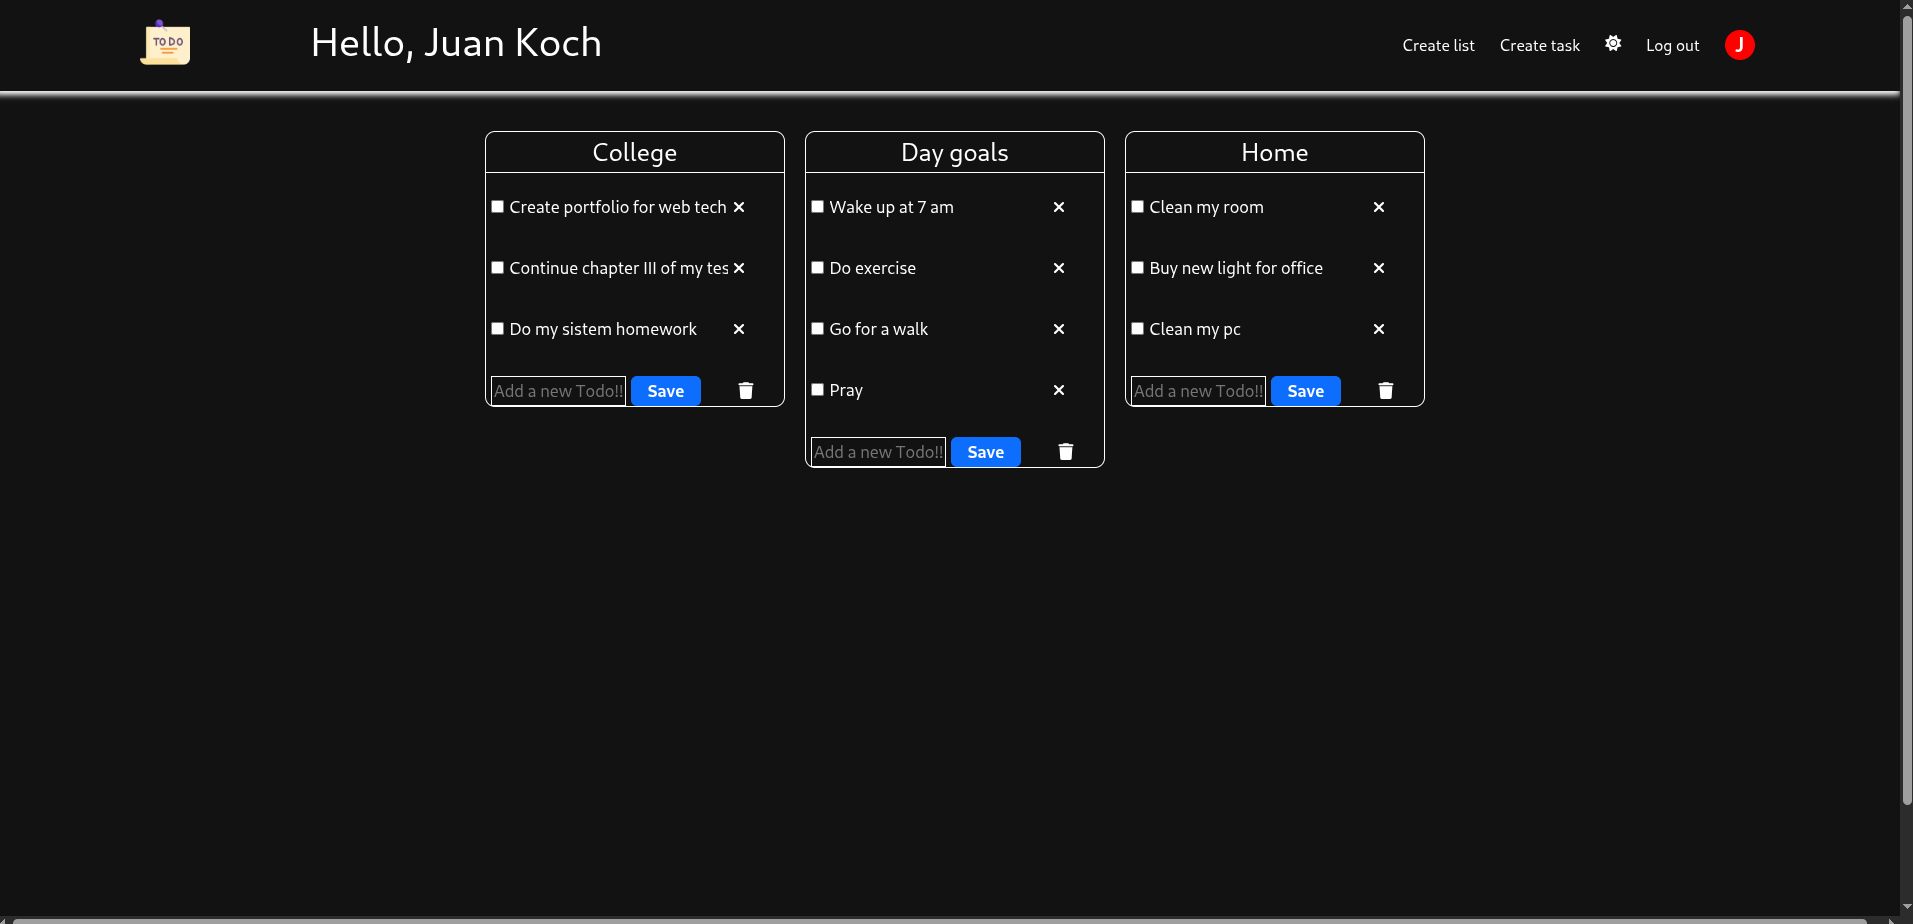 TO DO
Hello, Juan Koch
Create list
Create task
Log out
J
College
Create portfolio for web tech
Continue chapter III of my tes
Do my sistem homework
Add a new Todo!!
Save
Day goals
Wake up at 7 am
Do exercise
Go for a walk
Pray
Add a new Todo!!
Save
Home
Clean my room
Buy new light for office
Clean my pc
Add a new Todo!!
Save